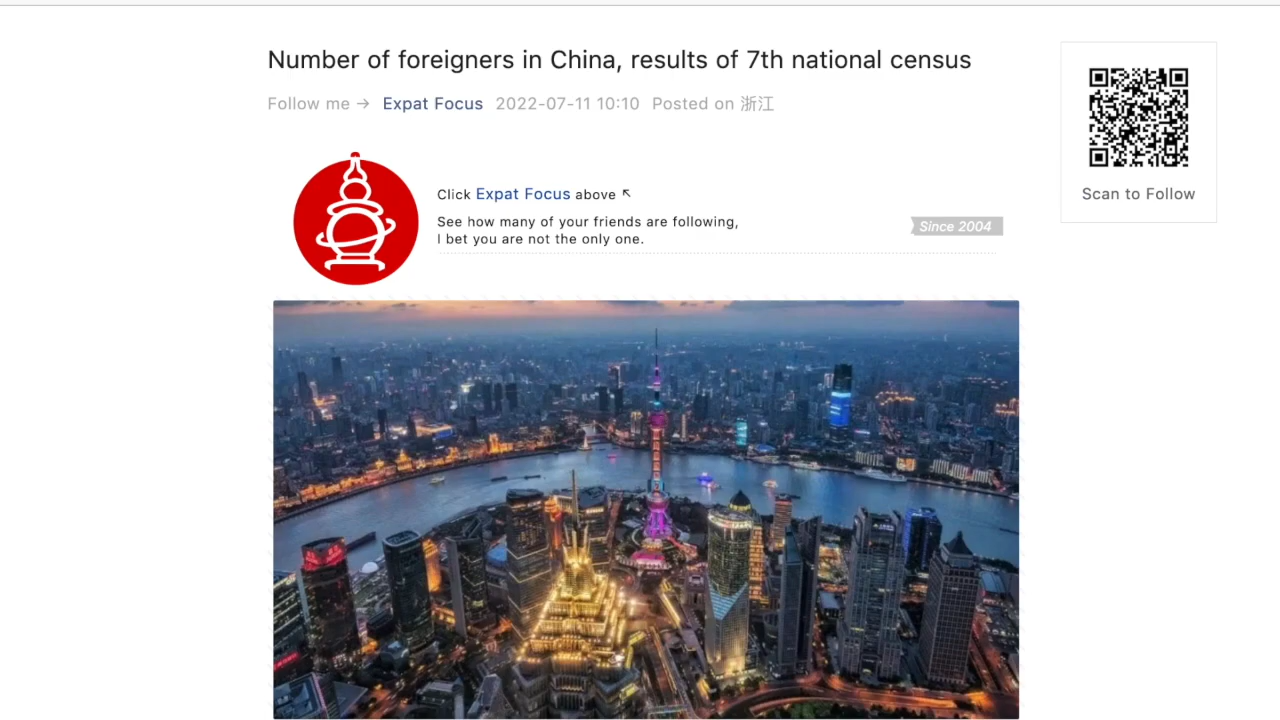 Number of foreigners in China, results of 7th national census
Follow me → Expat Focus 2022-07-11 10:10 Posted on 浙江
Click Expat Focus above ↖
See how many of your friends are following,
I bet you are not the only one.
Since 2004
Scan to Follow